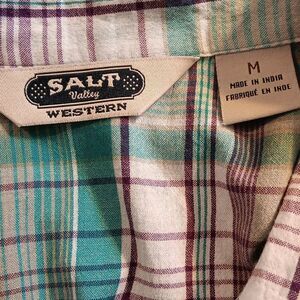 SALT
Valley
WESTERN
M
MADE IN INDIA
FABRIQUÉ EN INDE